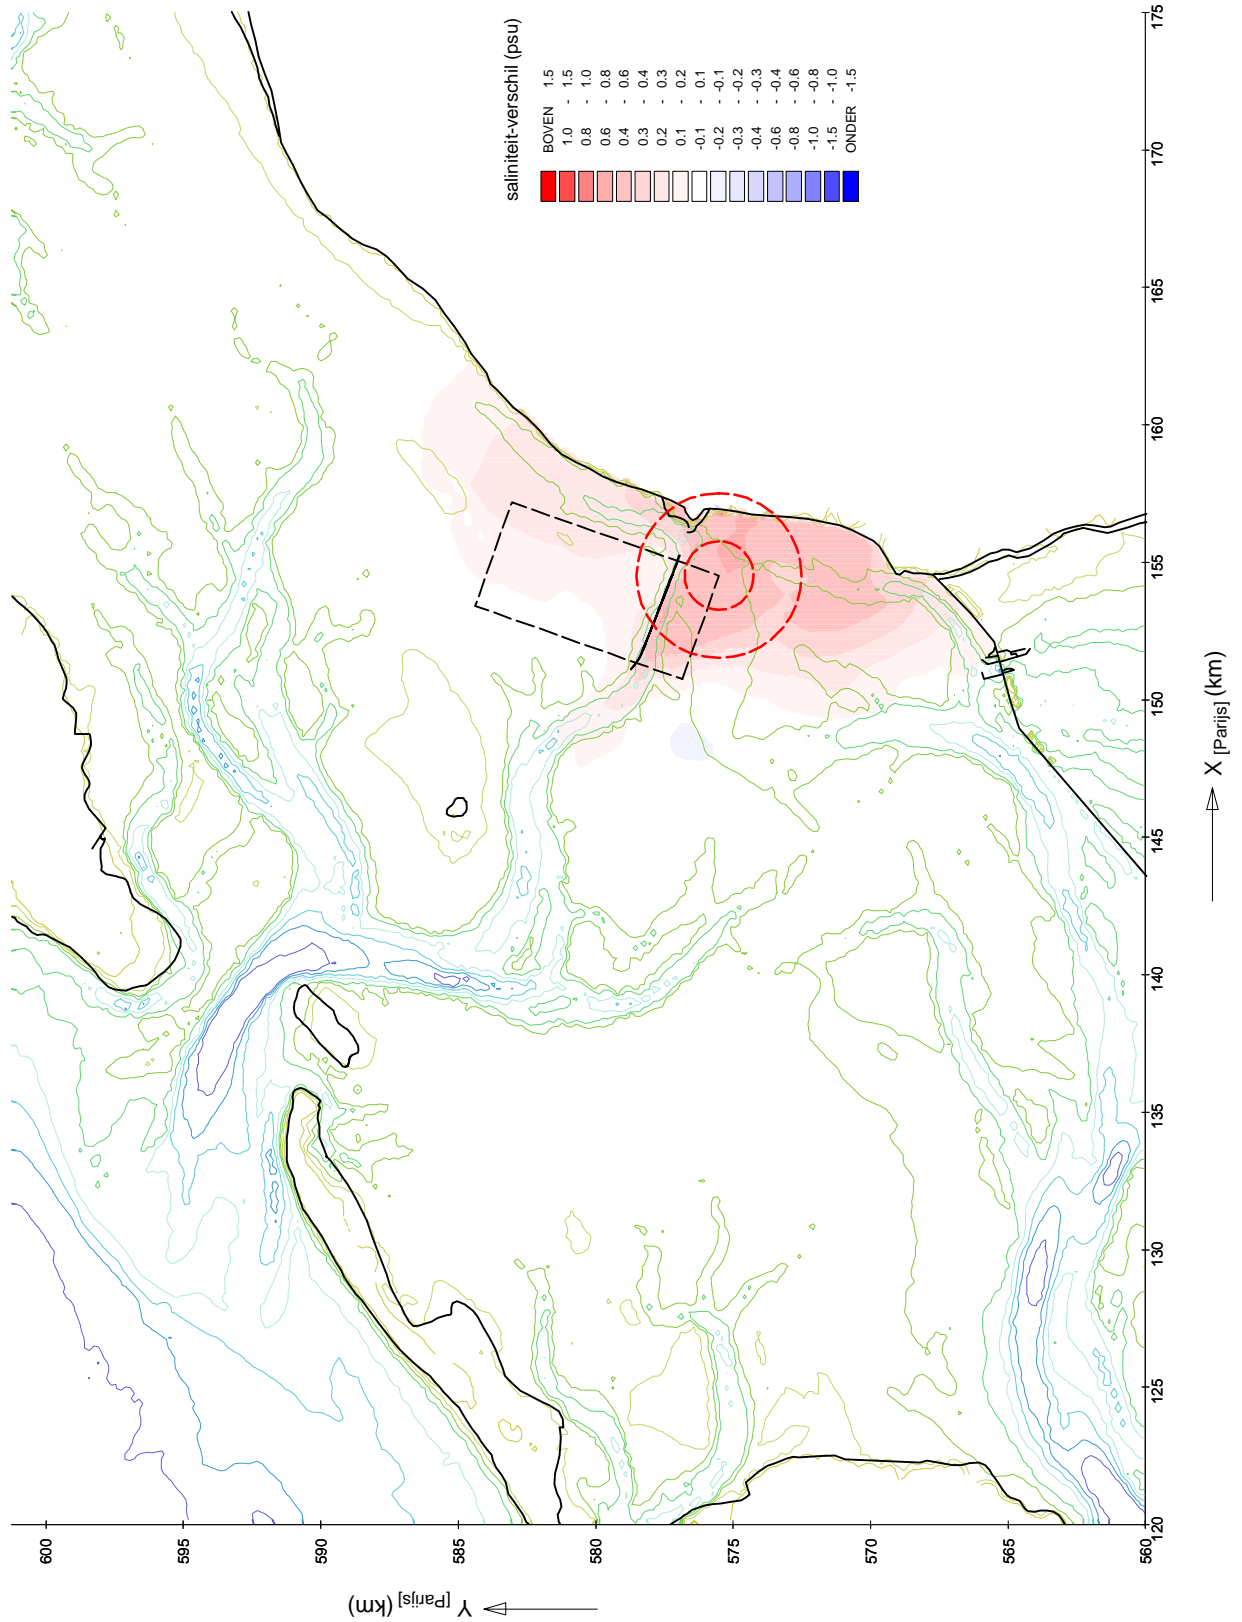 saliniteit-verschil (psu)
BOVEN 1.5
1.0 - 1.5
0.8 - 1.0
0.6 - 0.8
0.4 - 0.6
0.3 - 0.4
0.2 - 0.3
0.1 - 0.2
-0.1 - 0.1
-0.2 - -0.1
-0.3 - -0.2
-0.4 - -0.3
-0.6 - -0.4
-0.8 - -0.6
-1.0 - -0.8
-1.5 - -1.0
ONDER -1.5
600
595
590
585
580
575
570
565
560
Y [Parijs] (km)
120
125
130
135
140
145
150
155
160
165
170
175
X [Parijs] (km)